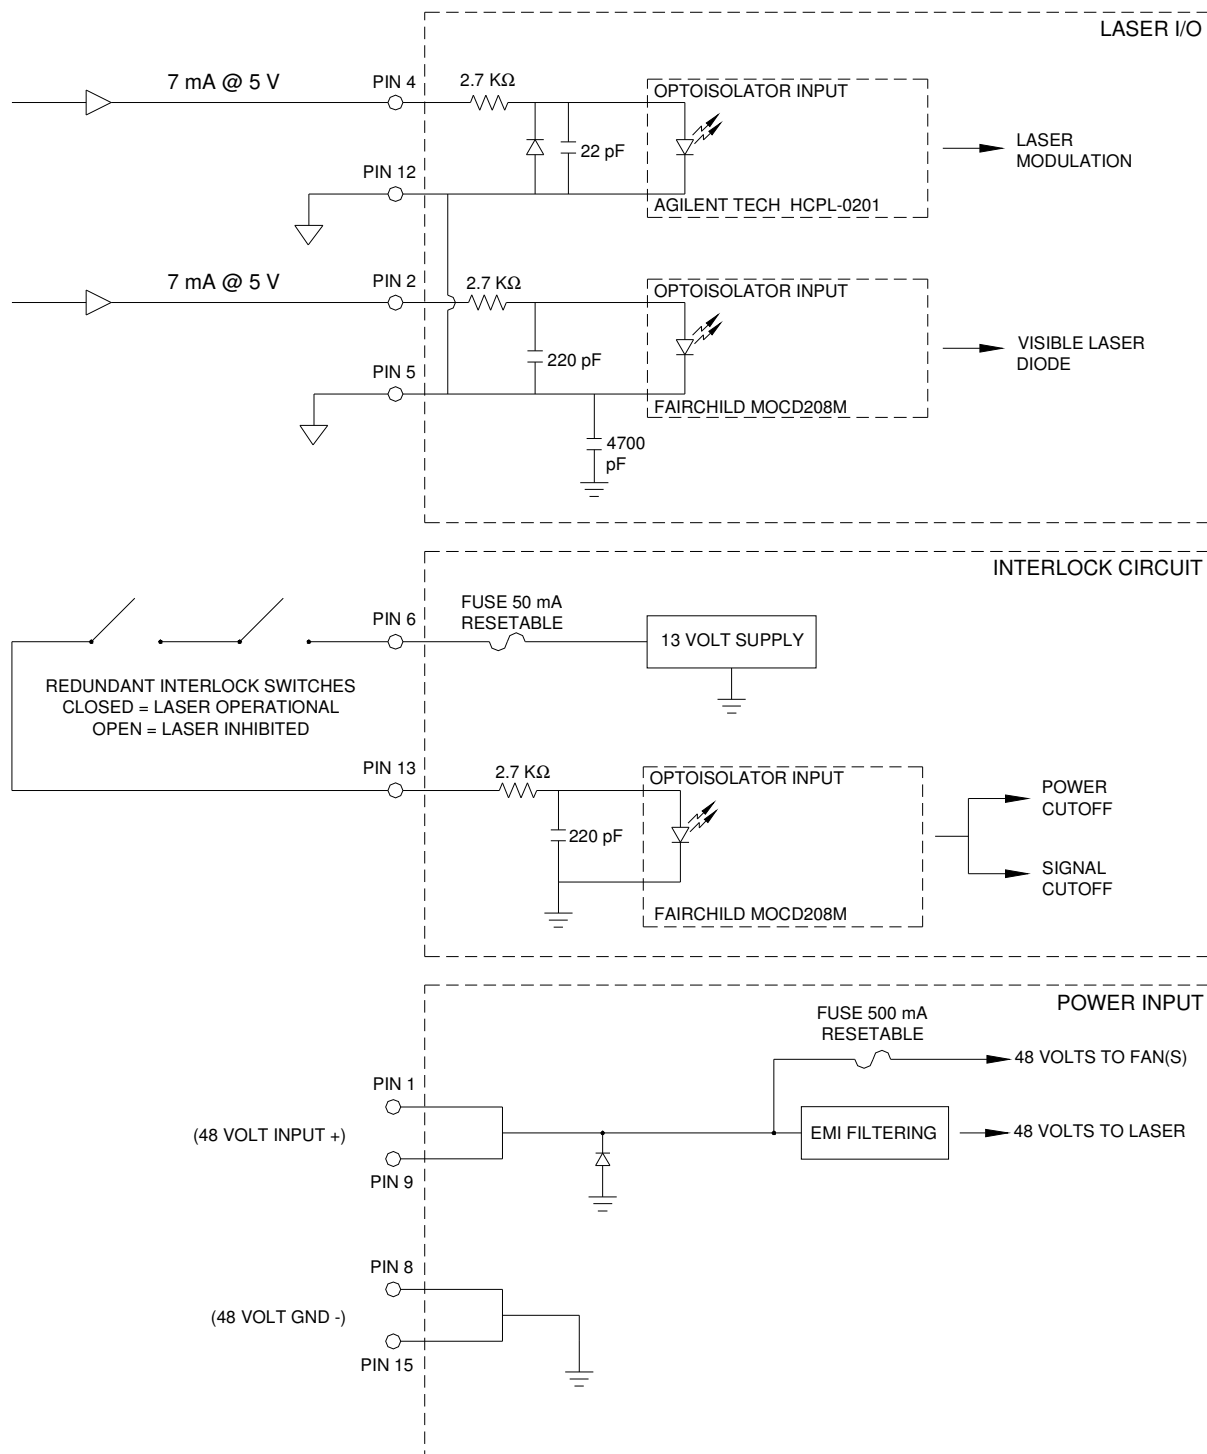 LASER I/O
7 mA @ 5 V
PIN 4
2.7 KΩ
OPTOISOLATOR INPUT
22 pF
LASER
MODULATION
PIN 12
AGILENT TECH HCPL-0201
7 mA @ 5 V
PIN 2
2.7 KΩ
OPTOISOLATOR INPUT
220 pF
VISIBLE LASER
DIODE
PIN 5
FAIRCHILD MOCD208M
4700
pF
INTERLOCK CIRCUIT
FUSE 50 mA
RESETABLE
PIN 6
13 VOLT SUPPLY
REDUNDANT INTERLOCK SWITCHES
CLOSED = LASER OPERATIONAL
OPEN = LASER INHIBITED
PIN 13
2.7 KΩ
OPTOISOLATOR INPUT
220 pF
POWER
CUTOFF
SIGNAL
CUTOFF
FAIRCHILD MOCD208M
POWER INPUT
FUSE 500 mA
RESETABLE
48 VOLTS TO FAN(S)
PIN 1
(48 VOLT INPUT +)
EMI FILTERING
48 VOLTS TO LASER
PIN 9
PIN 8
(48 VOLT GND -)
PIN 15